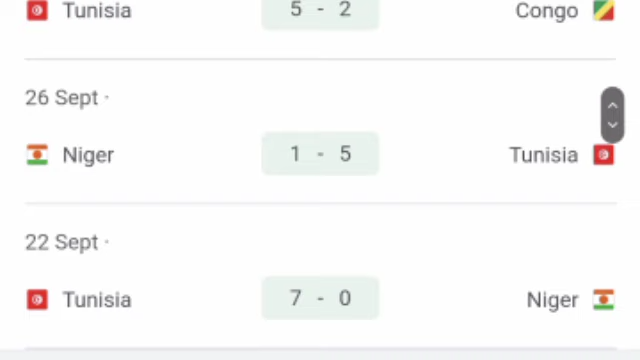 Tunisia 5 - 2 Congo
26 Sept ·
Niger 1 - 5 Tunisia
22 Sept ·
Tunisia 7 - 0 Niger